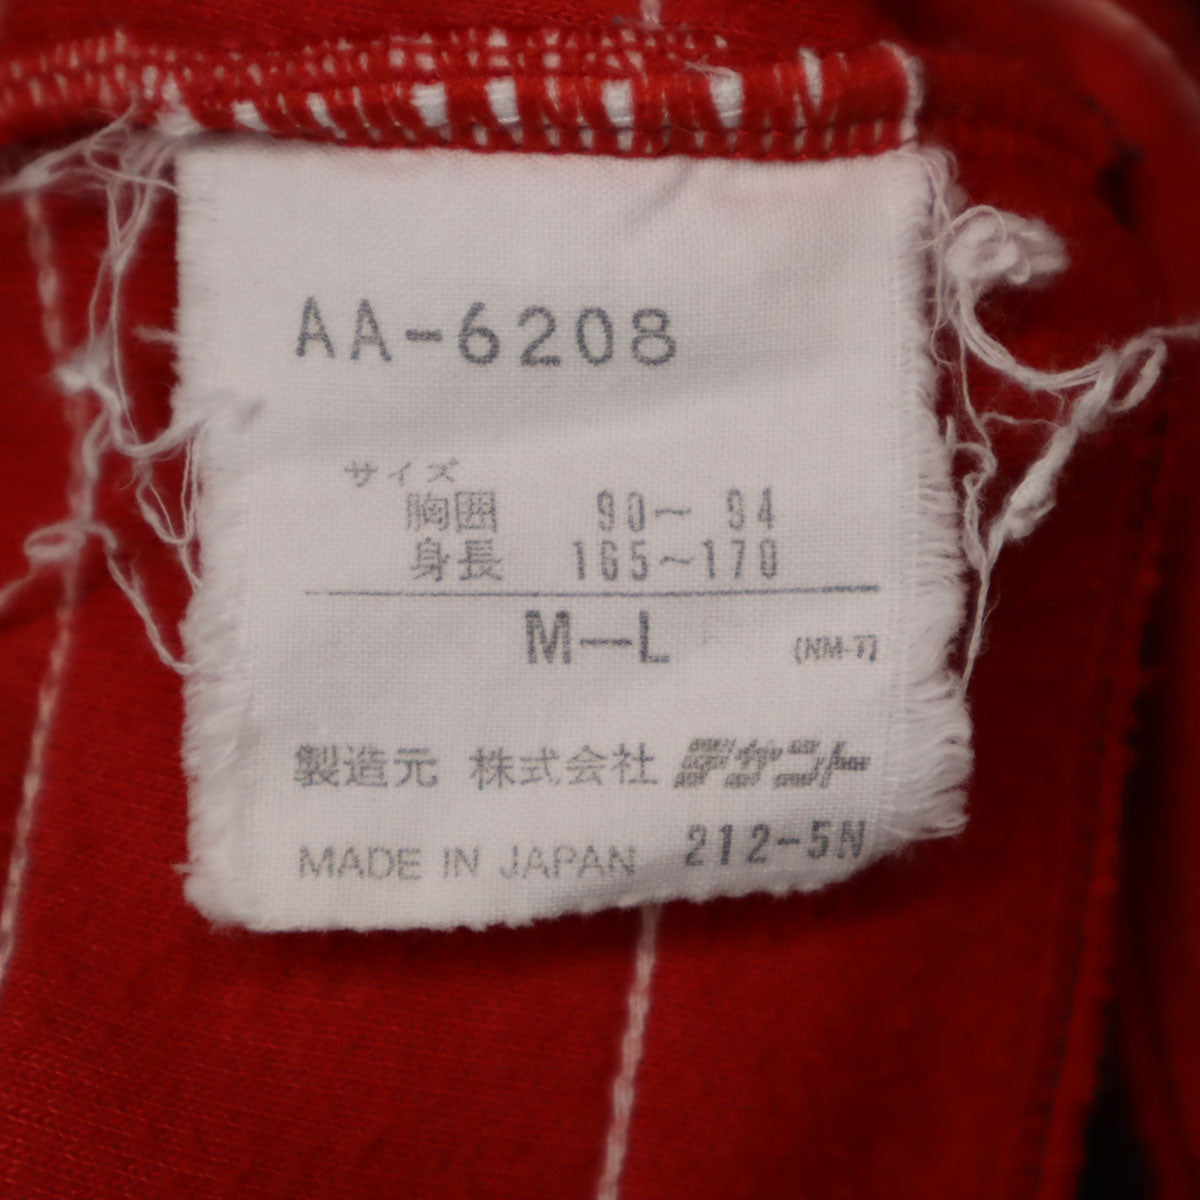 AA-6208
サイズ
胸囲 90～94
身長 165～170
M—L (NM-7)
製造元 株式会社 デサント
MADE IN JAPAN 212-5N